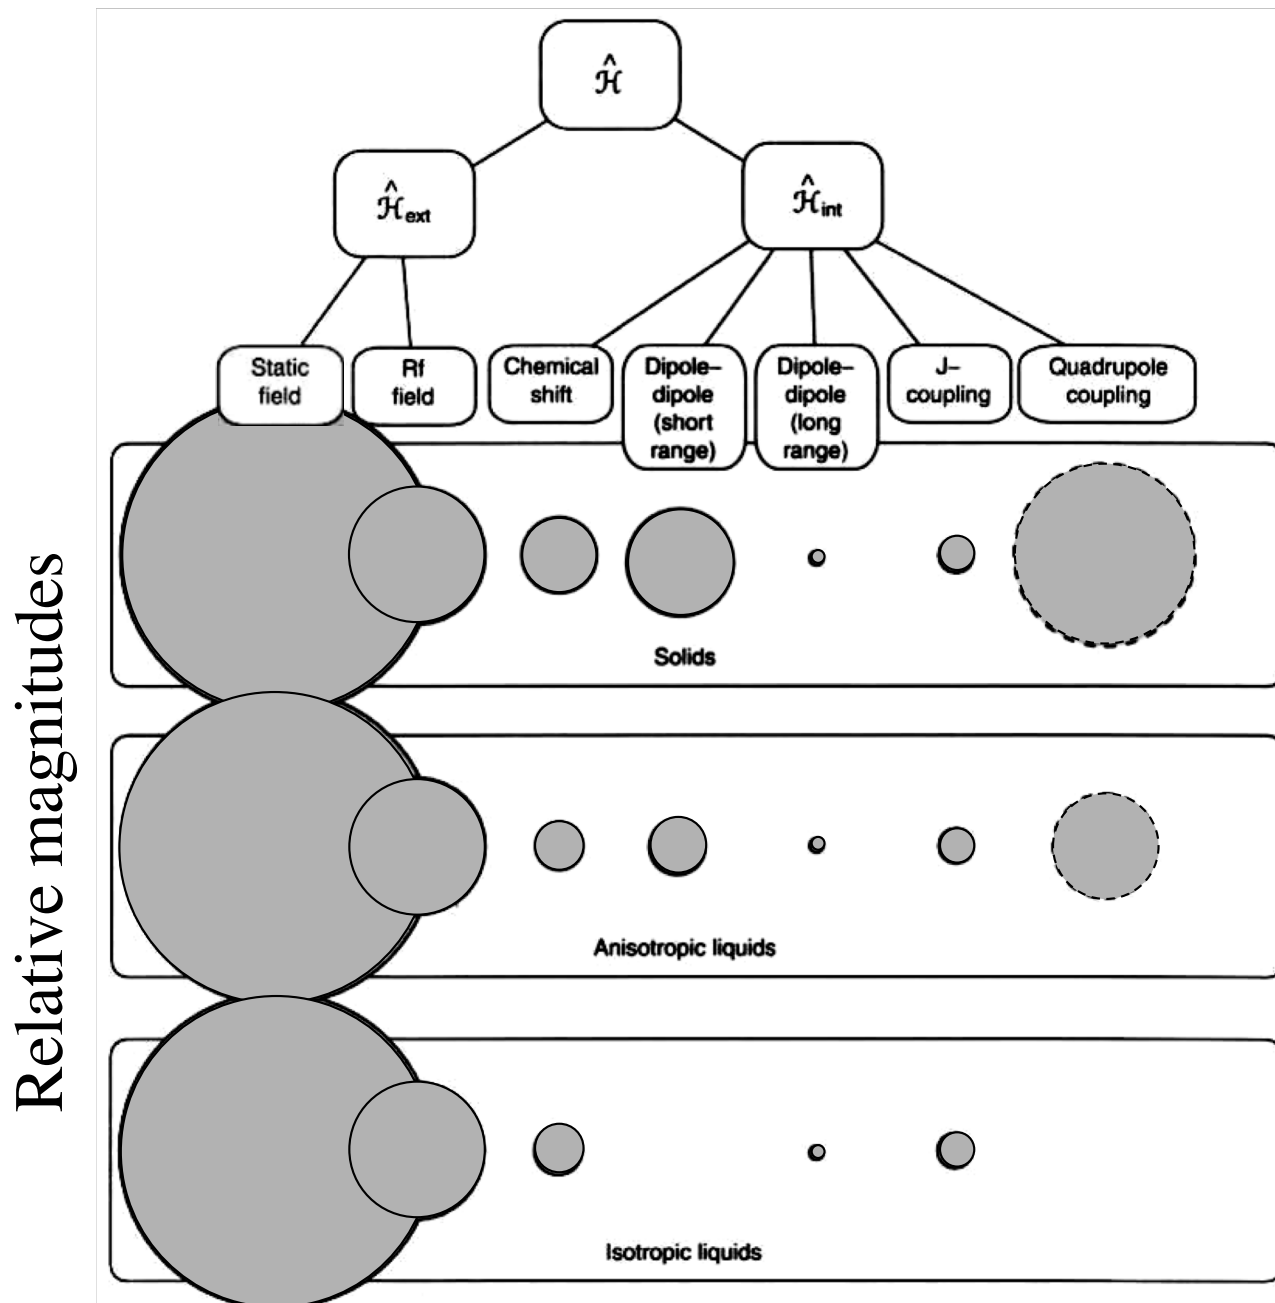 Ĥ
Ĥext
Ĥint
Static
field
Rf
field
Chemical
shift
Dipole–
dipole
(short
range)
Dipole–
dipole
(long
range)
J–
coupling
Quadrupole
coupling
Relative magnitudes
Solids
Anisotropic liquids
Isotropic liquids